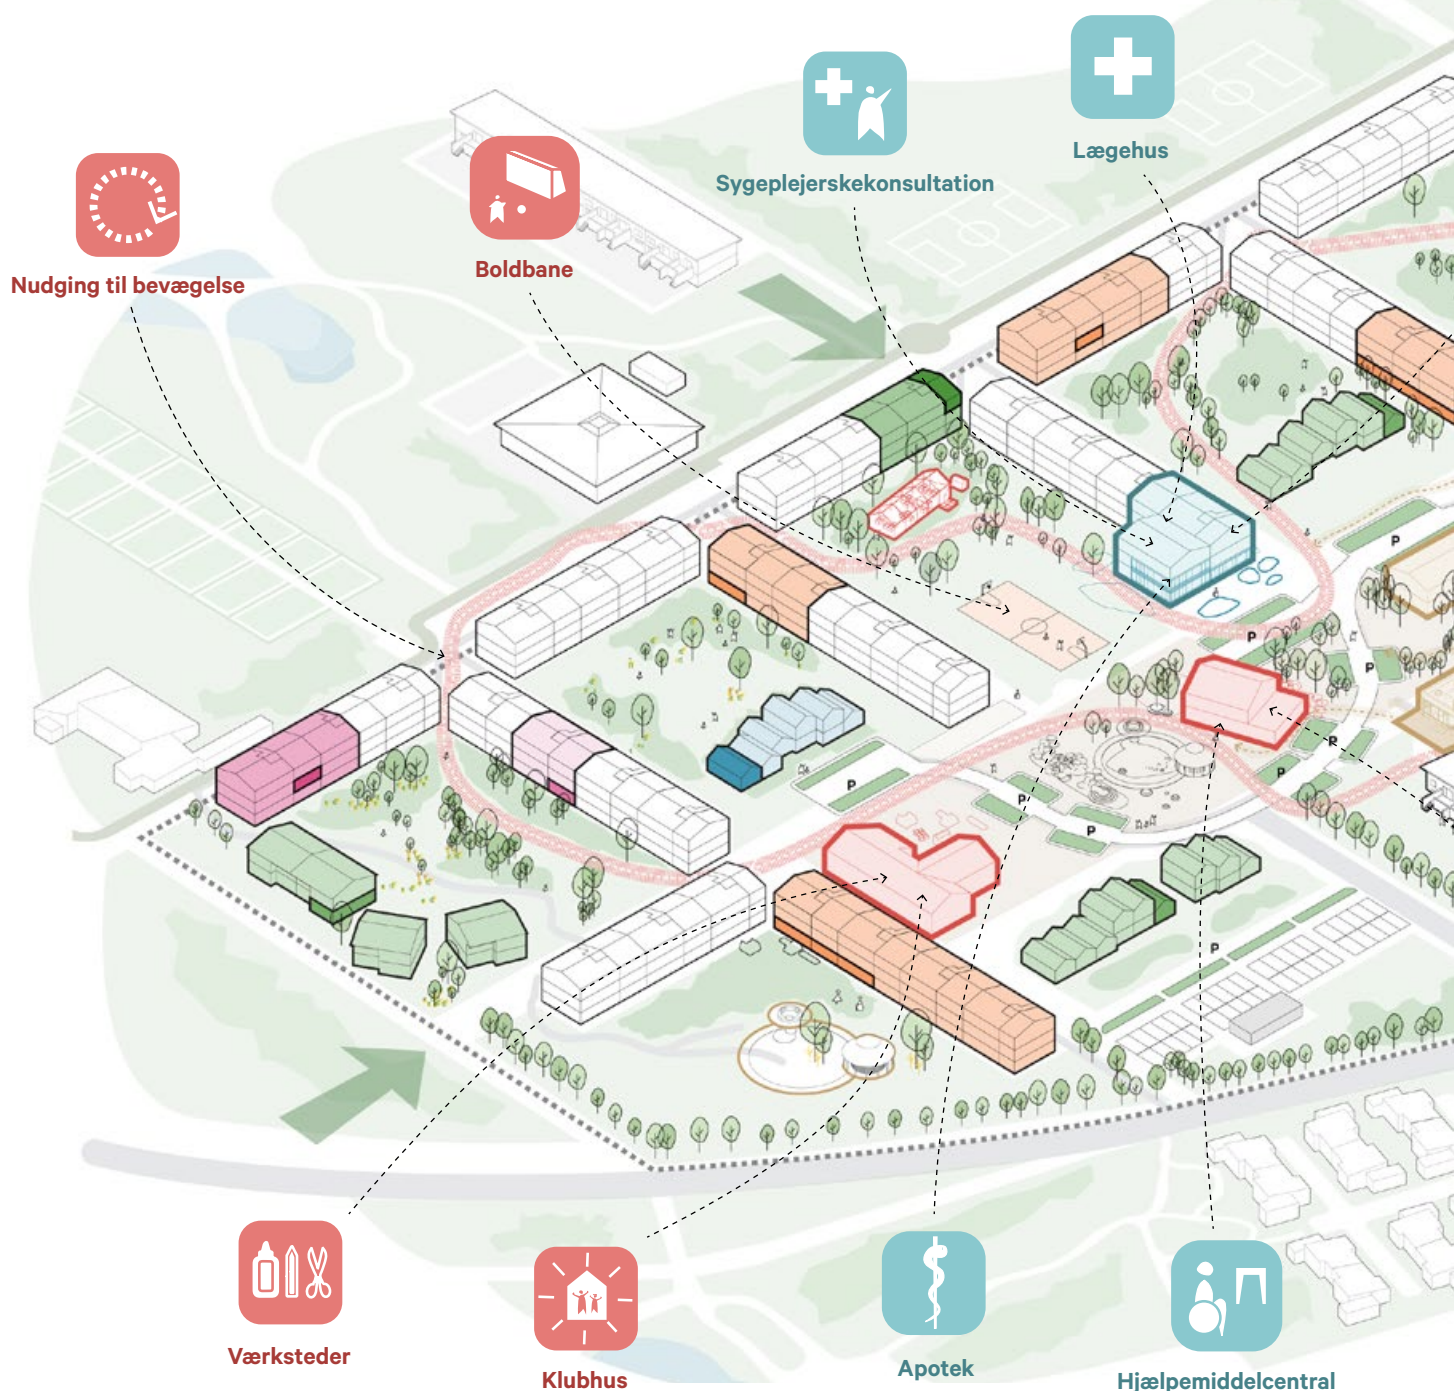 Lægehus
Sygeplejerskekonsultation
Boldbane
Nudging til bevægelse
P
P
P
P
P
P
P
P
P
Værksteder
Klubhus
Apotek
Hjælpemiddelcentral